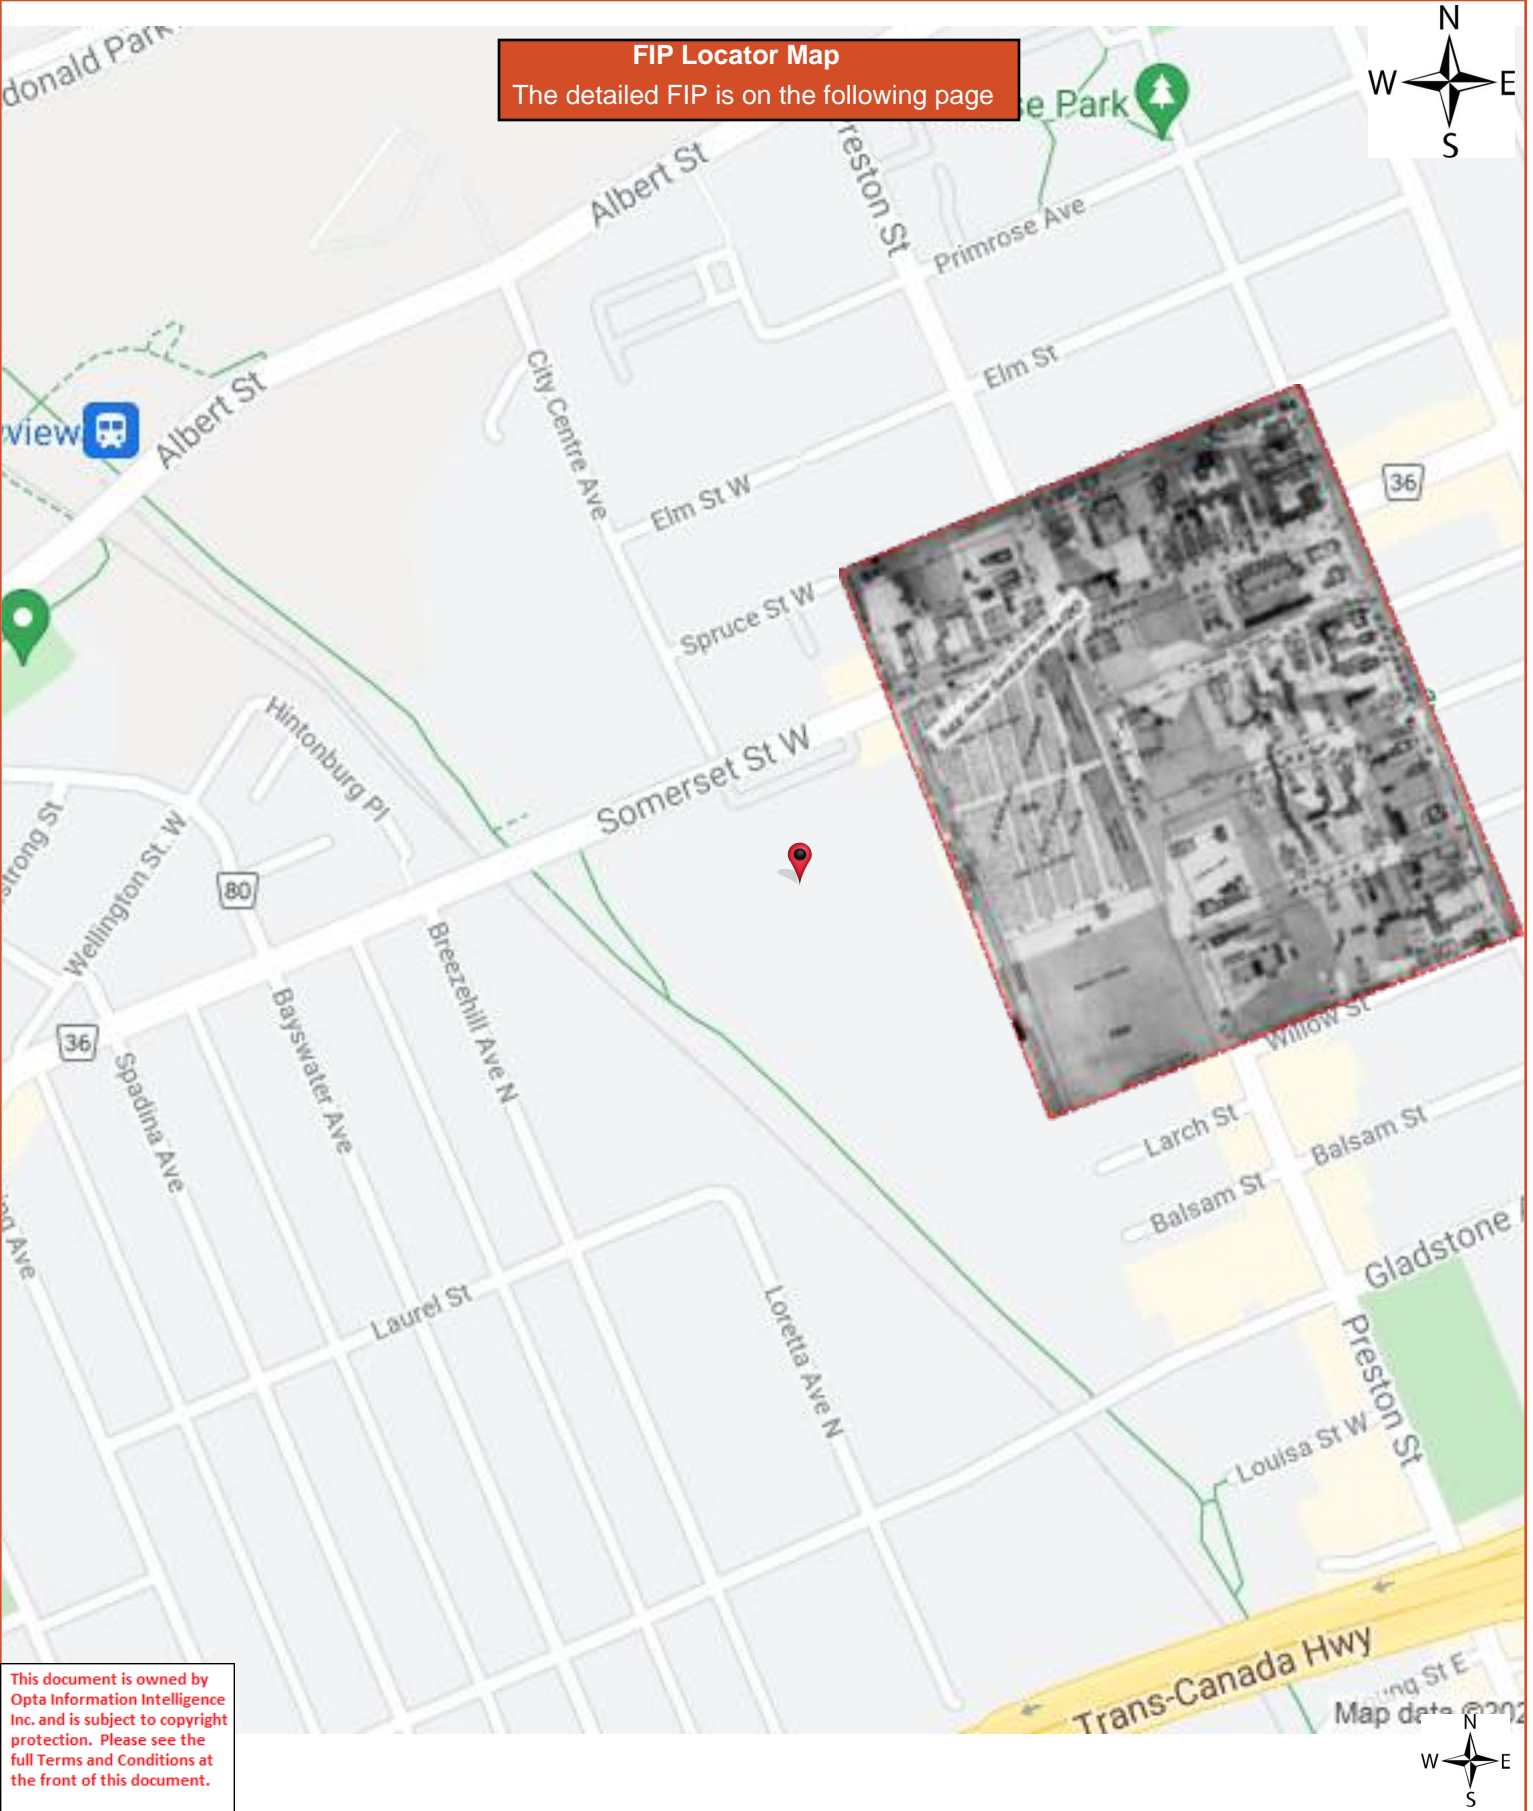 N
W E
S
FIP Locator Map
The detailed FIP is on the following page
donald Park
se Park
Albert St
Preston St
Primrose Ave
Elm St
City Centre Ave
view
Albert St
36
Elm St W
Spruce St W
Hintonburg Pl
Somerset St W
strong St
Wellington St. W
80
Breezehill Ave N
Bayswater Ave
36
Spadina Ave
Willow St
Larch St
Balsam St
Balsam St
Gladstone
Laurel St
Loretta Ave N
Preston St
Louisa St W
Trans-Canada Hwy
ung St E
Map data ©202
This document is owned by
Opta Information Intelligence
Inc. and is subject to copyright
protection. Please see the
full Terms and Conditions at
the front of this document.
N
W E
S